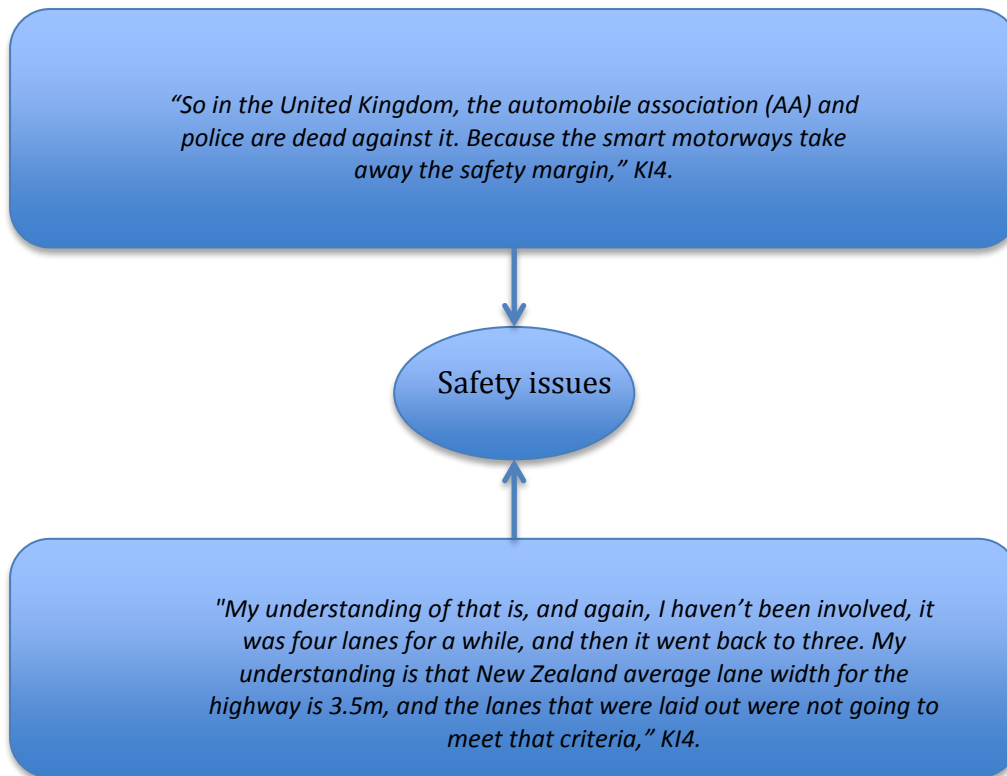 “So in the United Kingdom, the automobile association (AA) and
police are dead against it. Because the smart motorways take
away the safety margin,” KI4.
Safety issues
"My understanding of that is, and again, I haven’t been involved, it
was four lanes for a while, and then it went back to three. My
understanding is that New Zealand average lane width for the
highway is 3.5m, and the lanes that were laid out were not going to
meet that criteria,” KI4.